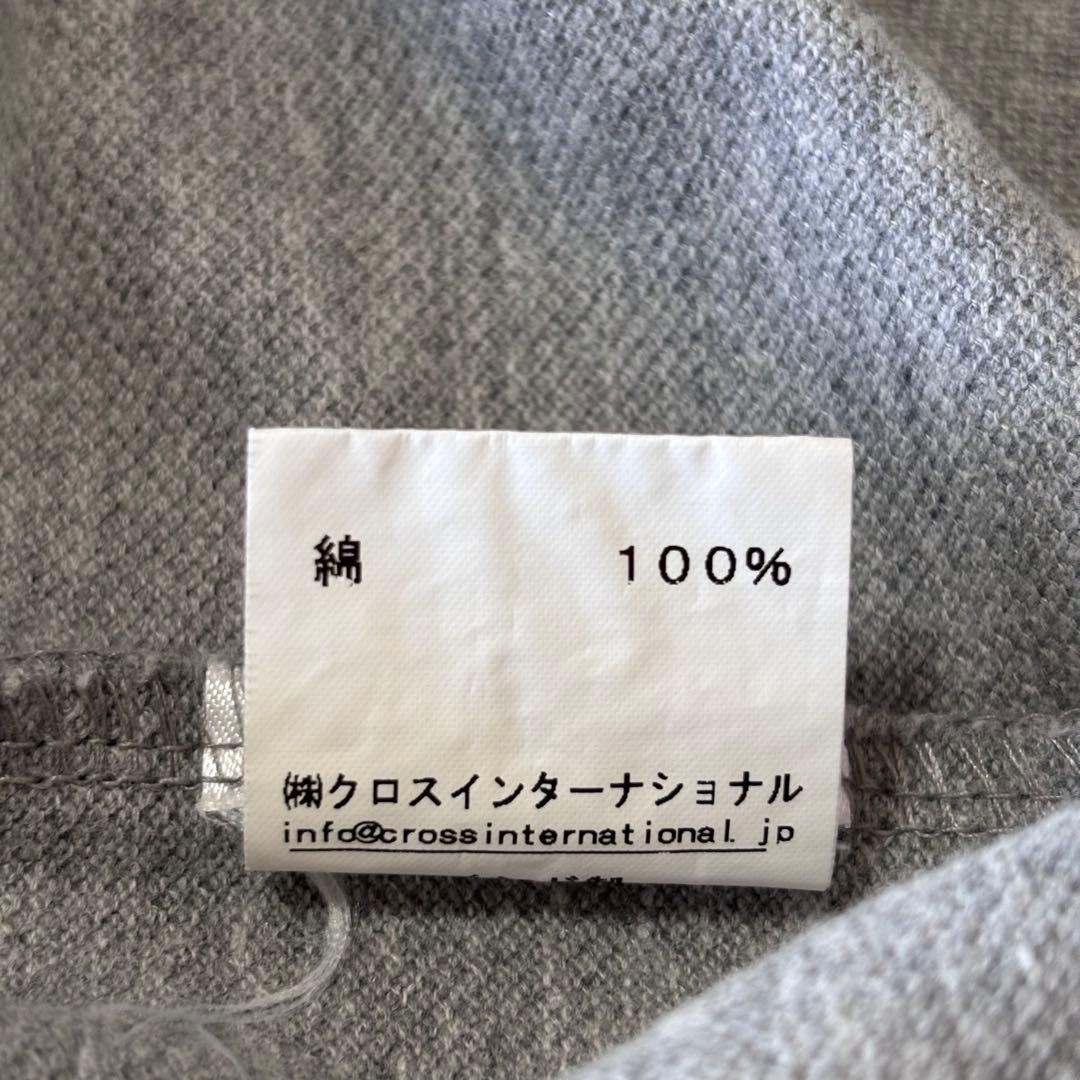 綿 100%
㈱クロスインターナショナル
info@crossinternational.jp